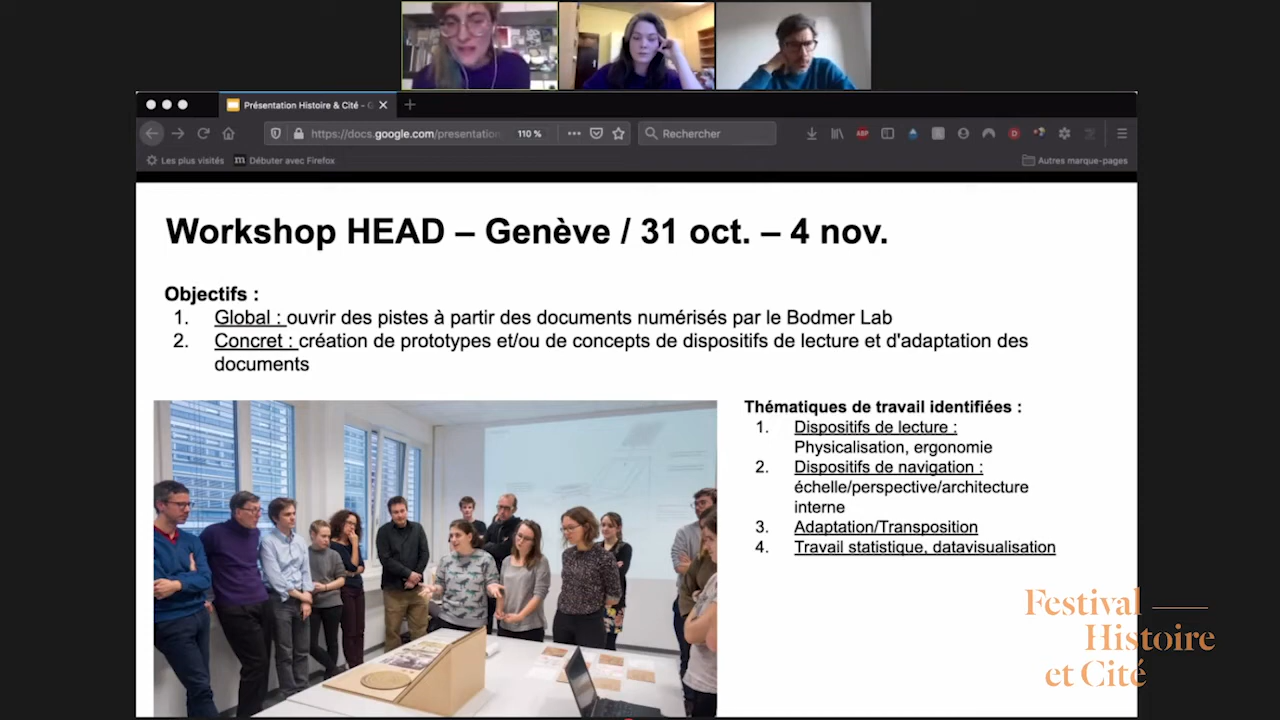 Présentation Histoire & Cité - G
https://docs.google.com/presentation
110 %
Rechercher
ABP
Les plus visités
m Débuter avec Firefox
Autres marque-pages
Workshop HEAD – Genève / 31 oct. – 4 nov.
Objectifs :
1. Global : ouvrir des pistes à partir des documents numérisés par le Bodmer Lab
2. Concret : création de prototypes et/ou de concepts de dispositifs de lecture et d'adaptation des
documents
Thématiques de travail identifiées :
1. Dispositifs de lecture :
Physicalisation, ergonomie
2. Dispositifs de navigation :
échelle/perspective/architecture
interne
3. Adaptation/Transposition
4. Travail statistique, datavisualisation
Festival
Histoire
et Cité